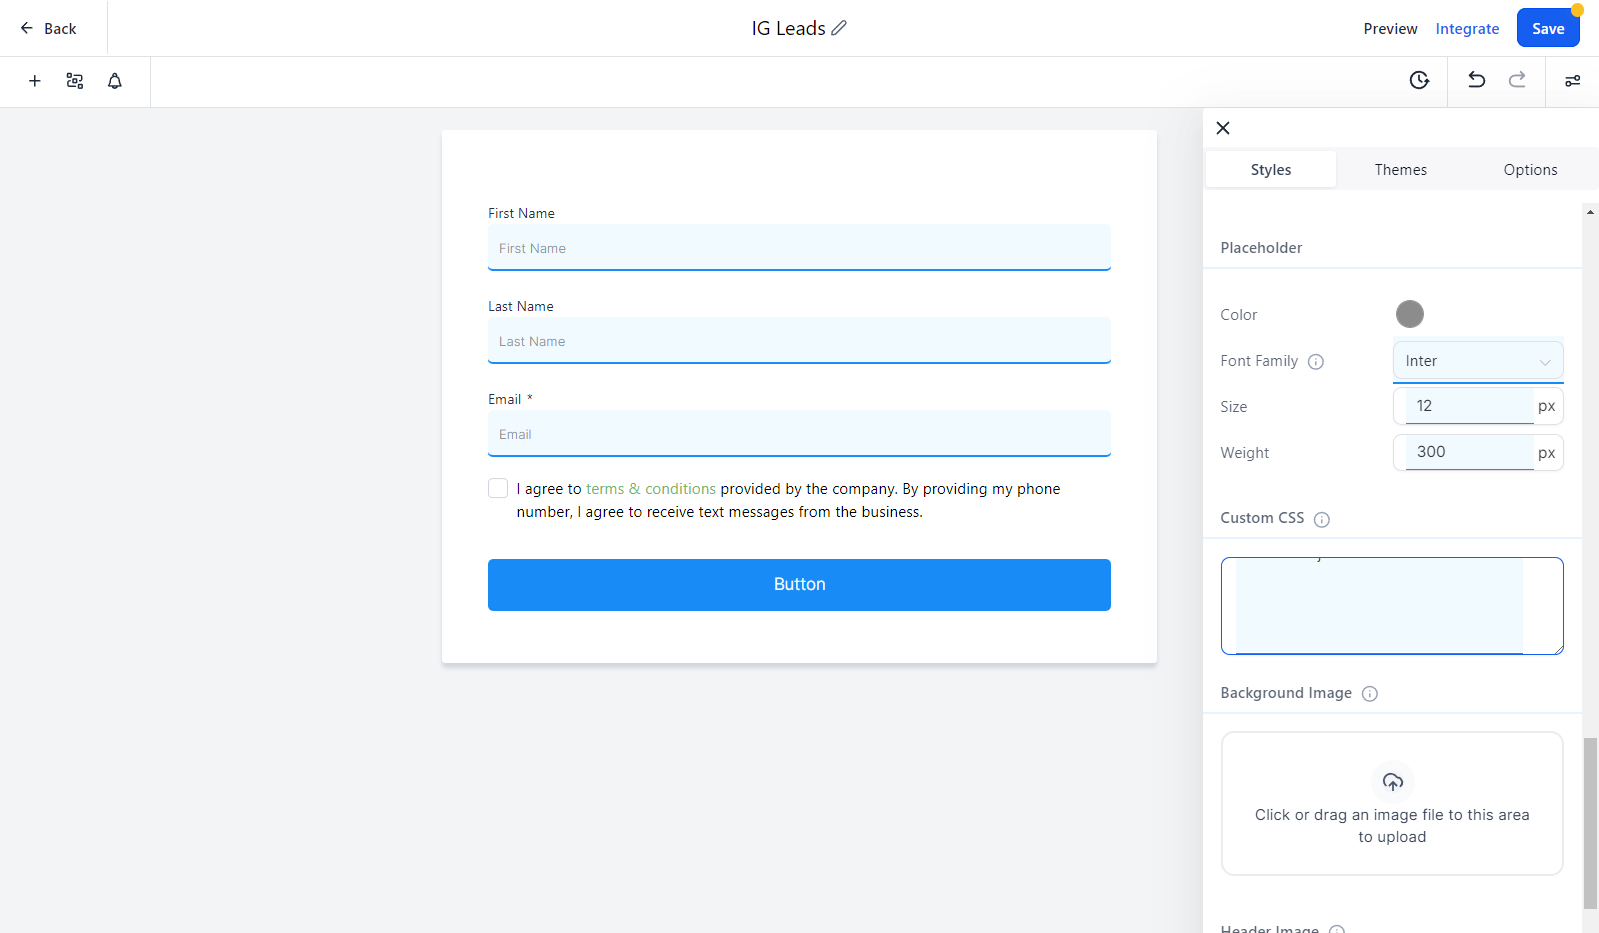 Back
IG Leads
Preview
Integrate
Save
Styles
Themes
Options
First Name
First Name
Last Name
Last Name
Email *
Email
I agree to terms & conditions provided by the company. By providing my phone
number, I agree to receive text messages from the business.
Button
Placeholder
Color
Font Family
Inter
Size
12
px
Weight
300
px
Custom CSS
Background Image
Click or drag an image file to this area
to upload
Header Image